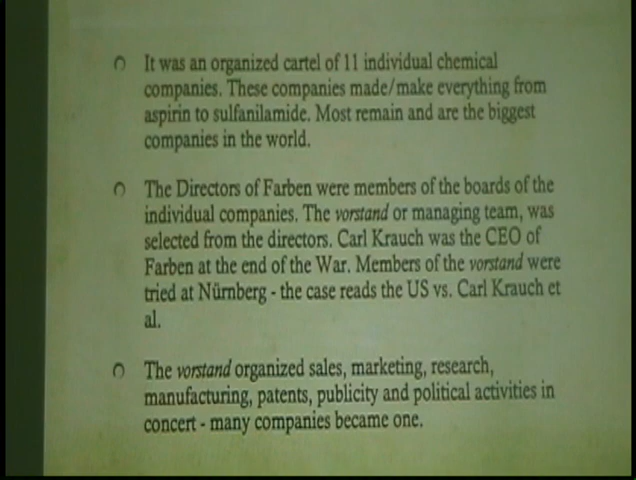 It was an organized cartel of 11 individual chemical
companies. These companies made/make everything from
aspirin to sulfanilamide. Most remain and are the biggest
companies in the world.
The Directors of Farben were members of the boards of the
individual companies. The vorstand or managing team, was
selected from the directors. Carl Krauch was the CEO of
Farben at the end of the War. Members of the vorstand were
tried at Nürnberg - the case reads the US vs. Carl Krauch et
al.
The vorstand organized sales, marketing, research,
manufacturing, patents, publicity and political activities in
concert - many companies became one.